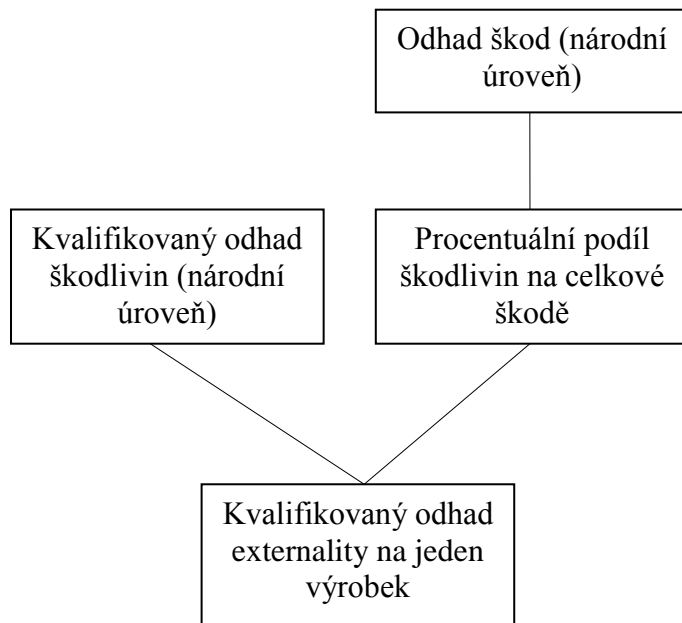 Odhad škod (národní
úroveň)
Kvalifikovaný odhad
škodlivin (národní
úroveň)
Procentuální podíl
škodlivin na celkové
škodě
Kvalifikovaný odhad
externality na jeden
výrobek